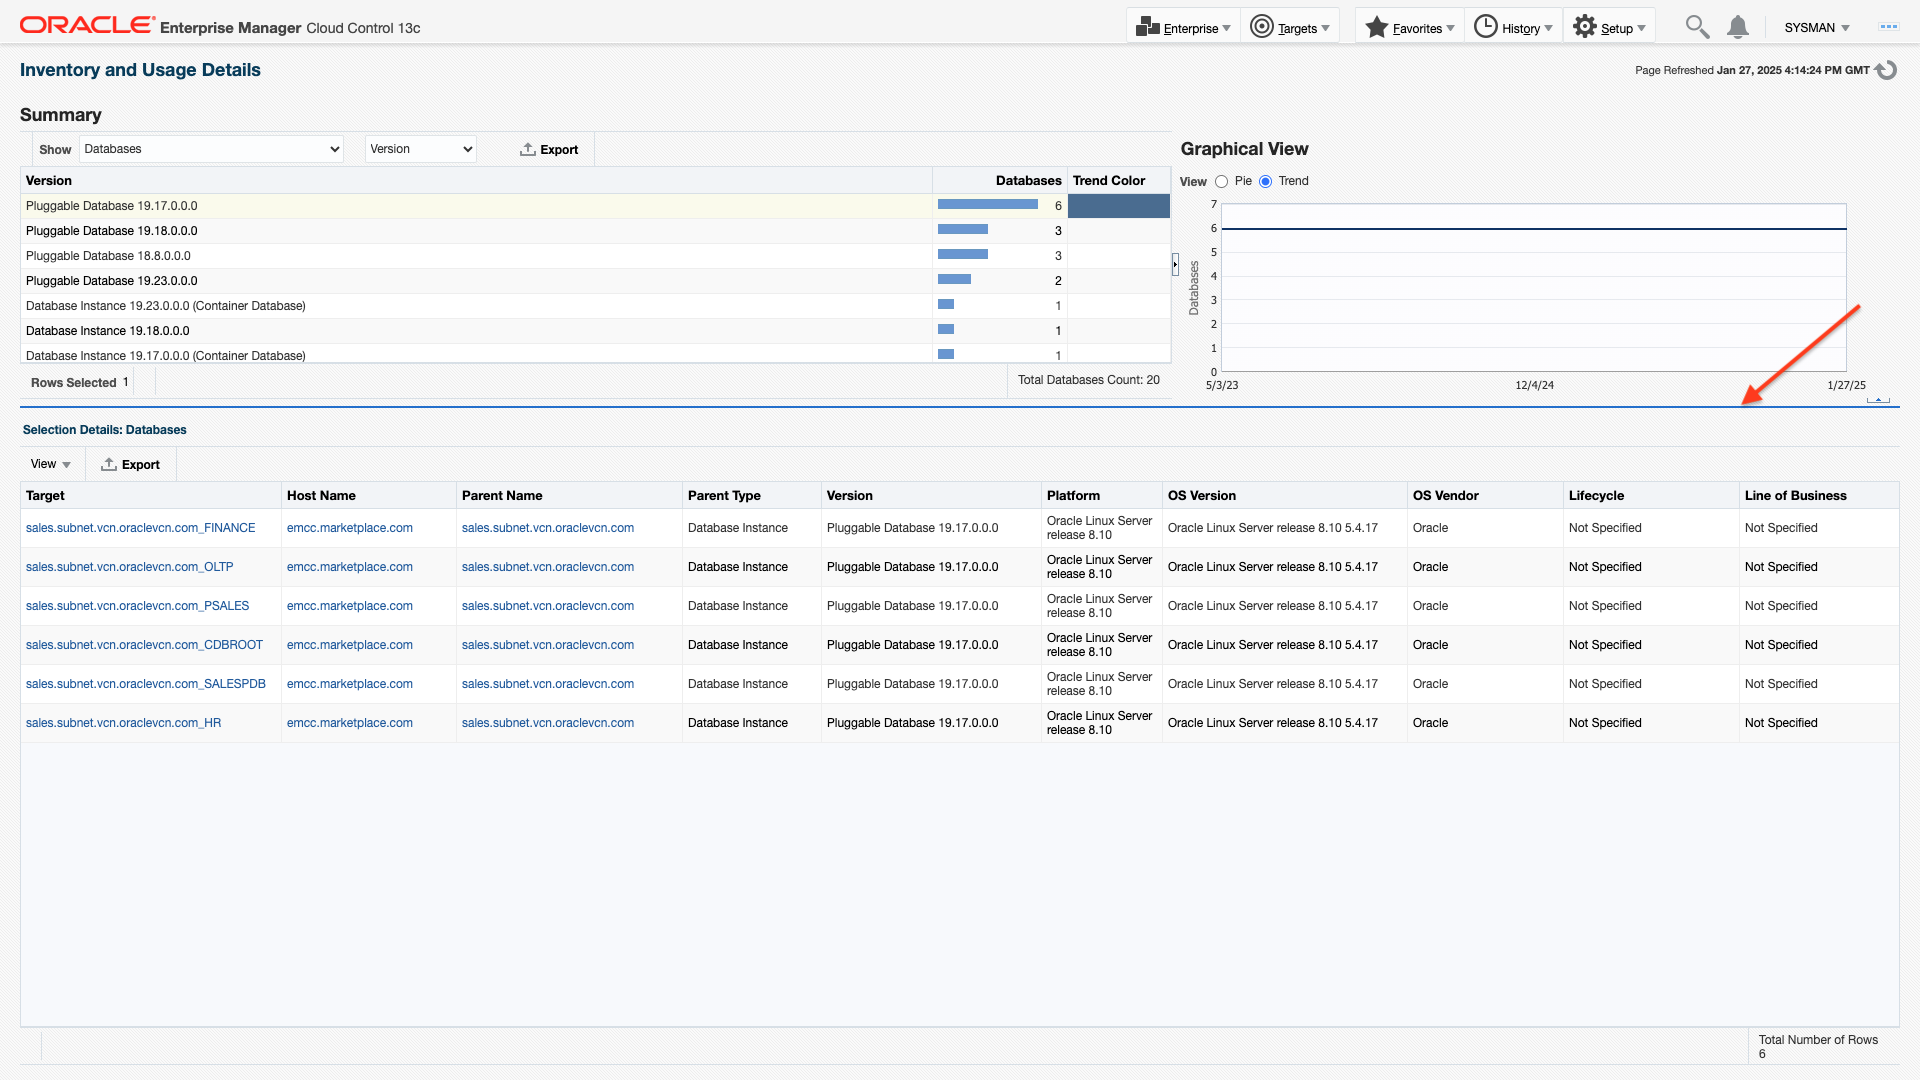 ORACLE Enterprise Manager Cloud Control 13c
Enterprise Targets Favorites History Setup SYSMAN
Inventory and Usage Details
Page Refreshed Jan 27, 2025 4:14:24 PM GMT
Summary
Show Databases Version Export
Version Databases Trend Color
Pluggable Database 19.17.0.0.0 6
Pluggable Database 19.18.0.0.0 3
Pluggable Database 18.8.0.0.0 3
Pluggable Database 19.23.0.0.0 2
Database Instance 19.23.0.0.0 (Container Database) 1
Database Instance 19.18.0.0.0 1
Database Instance 19.17.0.0.0 (Container Database) 1
Rows Selected 1
Total Databases Count: 20
Graphical View
View Pie Trend
7
6
5
4
3
2
1
0
Databases
5/3/23 12/4/24 1/27/25
Selection Details: Databases
View Export
Target Host Name Parent Name Parent Type Version Platform OS Version OS Vendor Lifecycle Line of Business
sales.subnet.vcn.oraclevcn.com_FINANCE emcc.marketplace.com sales.subnet.vcn.oraclevcn.com Database Instance Pluggable Database 19.17.0.0.0 Oracle Linux Server release 8.10 Oracle Linux Server release 8.10 5.4.17 Oracle Not Specified Not Specified
sales.subnet.vcn.oraclevcn.com_OLTP emcc.marketplace.com sales.subnet.vcn.oraclevcn.com Database Instance Pluggable Database 19.17.0.0.0 Oracle Linux Server release 8.10 Oracle Linux Server release 8.10 5.4.17 Oracle Not Specified Not Specified
sales.subnet.vcn.oraclevcn.com_PSALES emcc.marketplace.com sales.subnet.vcn.oraclevcn.com Database Instance Pluggable Database 19.17.0.0.0 Oracle Linux Server release 8.10 Oracle Linux Server release 8.10 5.4.17 Oracle Not Specified Not Specified
sales.subnet.vcn.oraclevcn.com_CDBROOT emcc.marketplace.com sales.subnet.vcn.oraclevcn.com Database Instance Pluggable Database 19.17.0.0.0 Oracle Linux Server release 8.10 Oracle Linux Server release 8.10 5.4.17 Oracle Not Specified Not Specified
sales.subnet.vcn.oraclevcn.com_SALESPDB emcc.marketplace.com sales.subnet.vcn.oraclevcn.com Database Instance Pluggable Database 19.17.0.0.0 Oracle Linux Server release 8.10 Oracle Linux Server release 8.10 5.4.17 Oracle Not Specified Not Specified
sales.subnet.vcn.oraclevcn.com_HR emcc.marketplace.com sales.subnet.vcn.oraclevcn.com Database Instance Pluggable Database 19.17.0.0.0 Oracle Linux Server release 8.10 Oracle Linux Server release 8.10 5.4.17 Oracle Not Specified Not Specified
Total Number of Rows
6